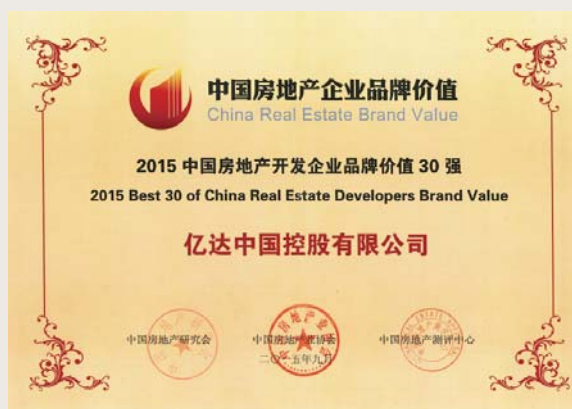 中国房地产企业品牌价值
China Real Estate Brand Value
2015 中国房地产开发企业品牌价值 30 强
2015 Best 30 of China Real Estate Developers Brand Value
亿达中国控股有限公司
中国房地产研究会 中国房地产业协会 中国房地产测评中心
二〇一五年九月